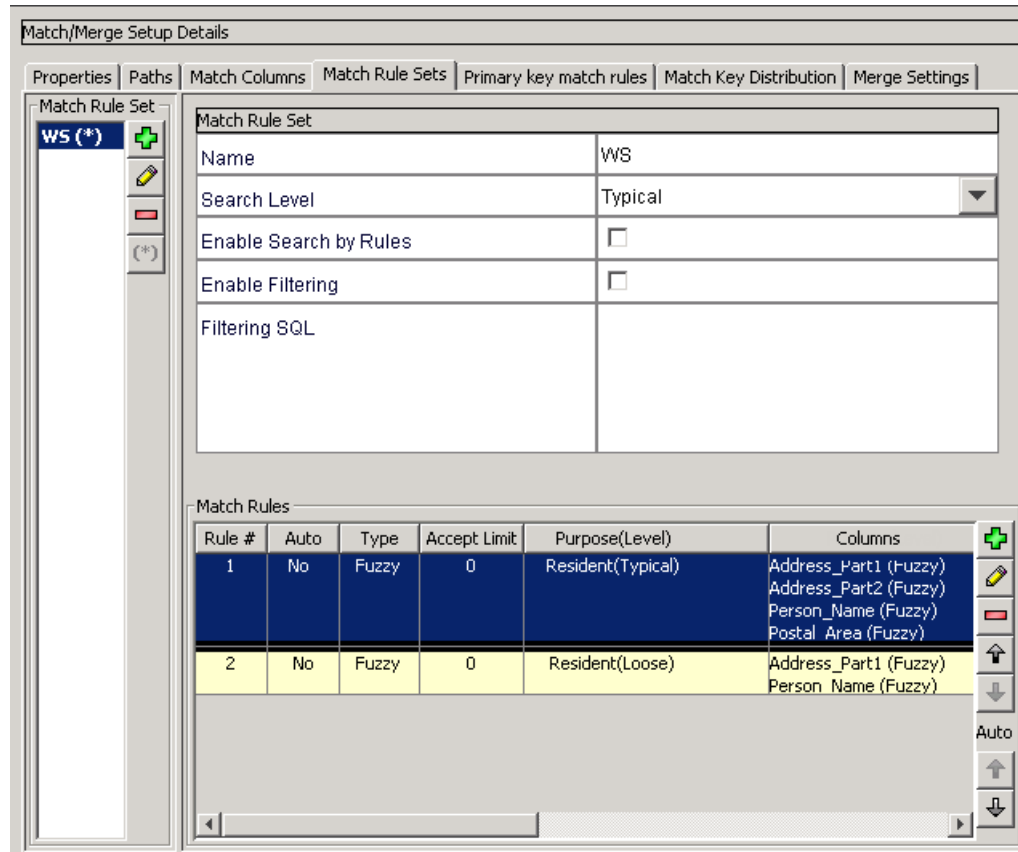 Match/Merge Setup Details
Properties Paths Match Columns Match Rule Sets Primary key match rules Match Key Distribution Merge Settings
Match Rule Set
WS (*)
(*)
Match Rule Set
Name WS
Search Level Typical
Enable Search by Rules
Enable Filtering
Filtering SQL
Match Rules
Rule # Auto Type Accept Limit Purpose(Level) Columns
1 No Fuzzy 0 Resident(Typical) Address_Part1 (Fuzzy)
Address_Part2 (Fuzzy)
Person_Name (Fuzzy)
Postal_Area (Fuzzy)
2 No Fuzzy 0 Resident(Loose) Address_Part1 (Fuzzy)
Person_Name (Fuzzy)
Auto